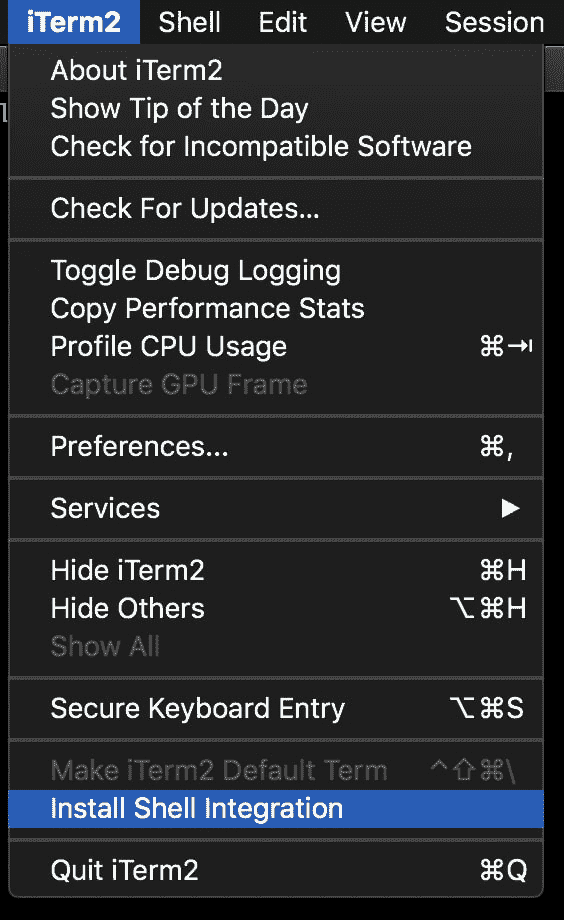 iTerm2 Shell Edit View Session
About iTerm2
Show Tip of the Day
Check for Incompatible Software
Check For Updates...
Toggle Debug Logging
Copy Performance Stats
Profile CPU Usage ⌘⇥
Capture GPU Frame
Preferences... ⌘,
Services ▶
Hide iTerm2 ⌘H
Hide Others ⌥⌘H
Show All
Secure Keyboard Entry ⌥⌘S
Make iTerm2 Default Term ^⇧⌘\
Install Shell Integration
Quit iTerm2 ⌘Q